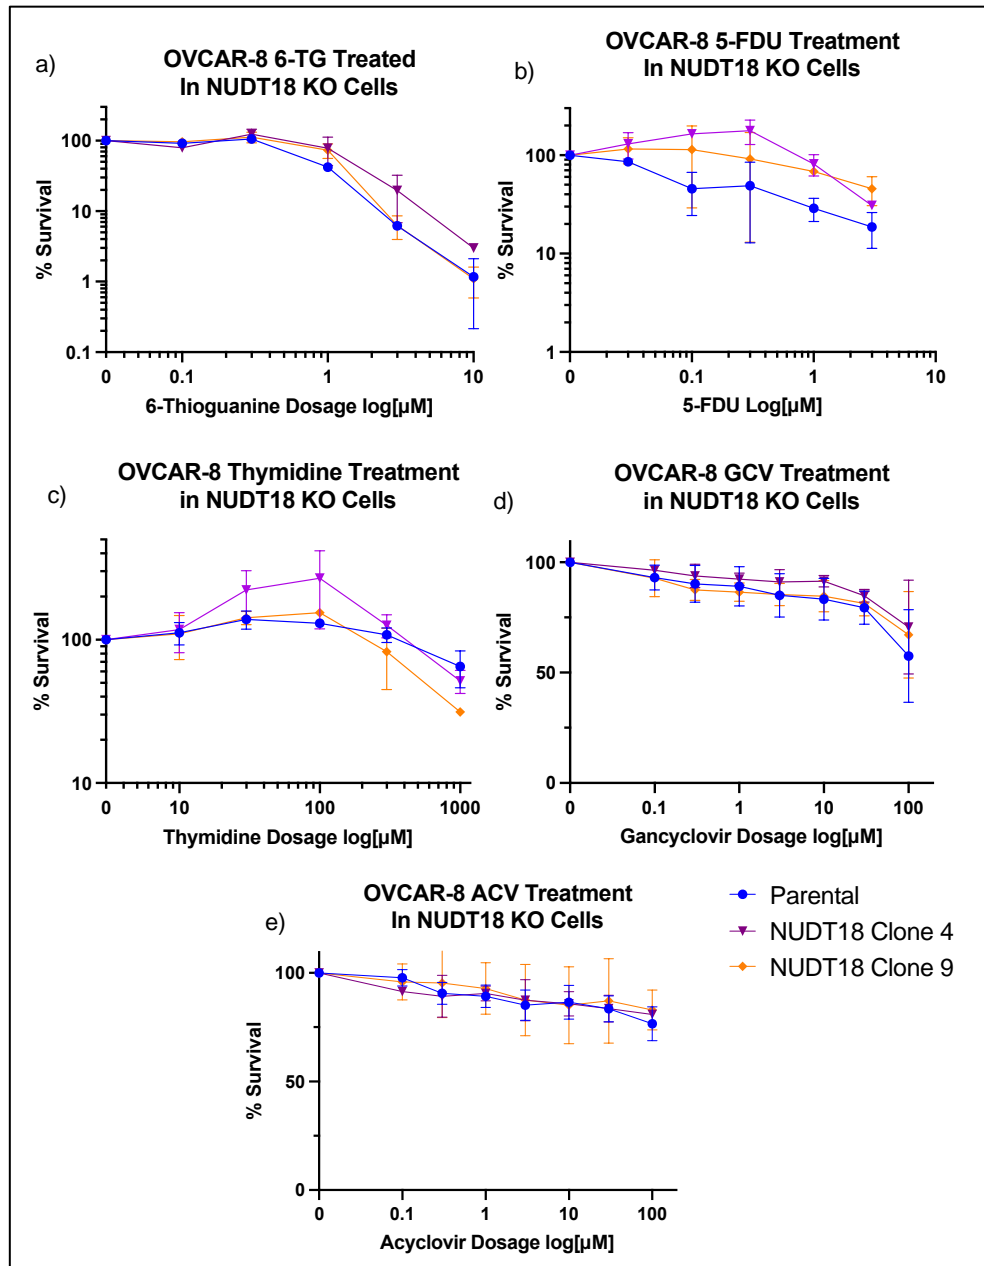 a)
OVCAR-8 6-TG Treated
In NUDT18 KO Cells
% Survival
100
10
1
0.1
0
0.1
1
10
6-Thioguanine Dosage log[µM]
b)
OVCAR-8 5-FDU Treatment
In NUDT18 KO Cells
% Survival
100
10
1
0
0.1
1
10
5-FDU Log[µM]
c)
OVCAR-8 Thymidine Treatment
in NUDT18 KO Cells
% Survival
100
10
0
10
100
1000
Thymidine Dosage log[µM]
d)
OVCAR-8 GCV Treatment
in NUDT18 KO Cells
% Survival
100
50
0
0
0.1
1
10
100
Gancyclovir Dosage log[µM]
e)
OVCAR-8 ACV Treatment
In NUDT18 KO Cells
% Survival
100
50
0
0
0.1
1
10
100
Acyclovir Dosage log[µM]
Parental
NUDT18 Clone 4
NUDT18 Clone 9